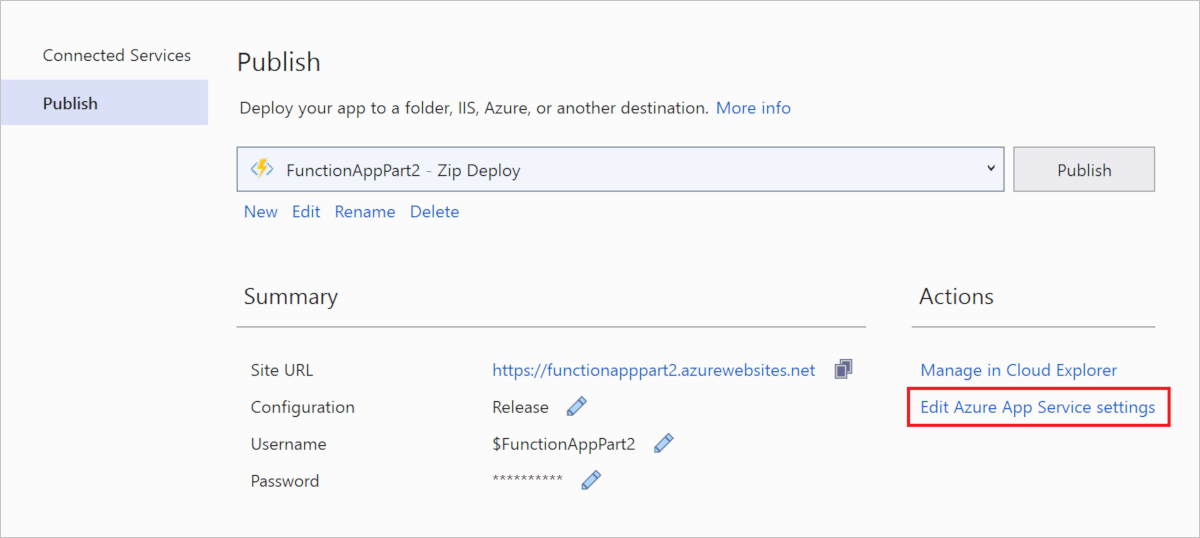 Connected Services
Publish
Publish
Deploy your app to a folder, IIS, Azure, or another destination. More info
FunctionAppPart2 - Zip Deploy
Publish
New Edit Rename Delete
Summary
Actions
Site URL https://functionapppart2.azurewebsites.net
Manage in Cloud Explorer
Configuration Release
Edit Azure App Service settings
Username $FunctionAppPart2
Password **********